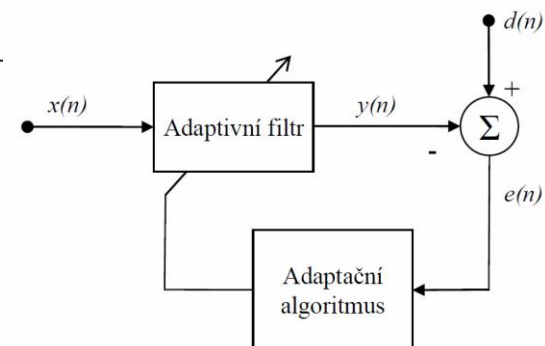 d(n)
x(n)
Adaptivní filtr
y(n)
+
Σ
-
e(n)
Adaptační
algoritmus